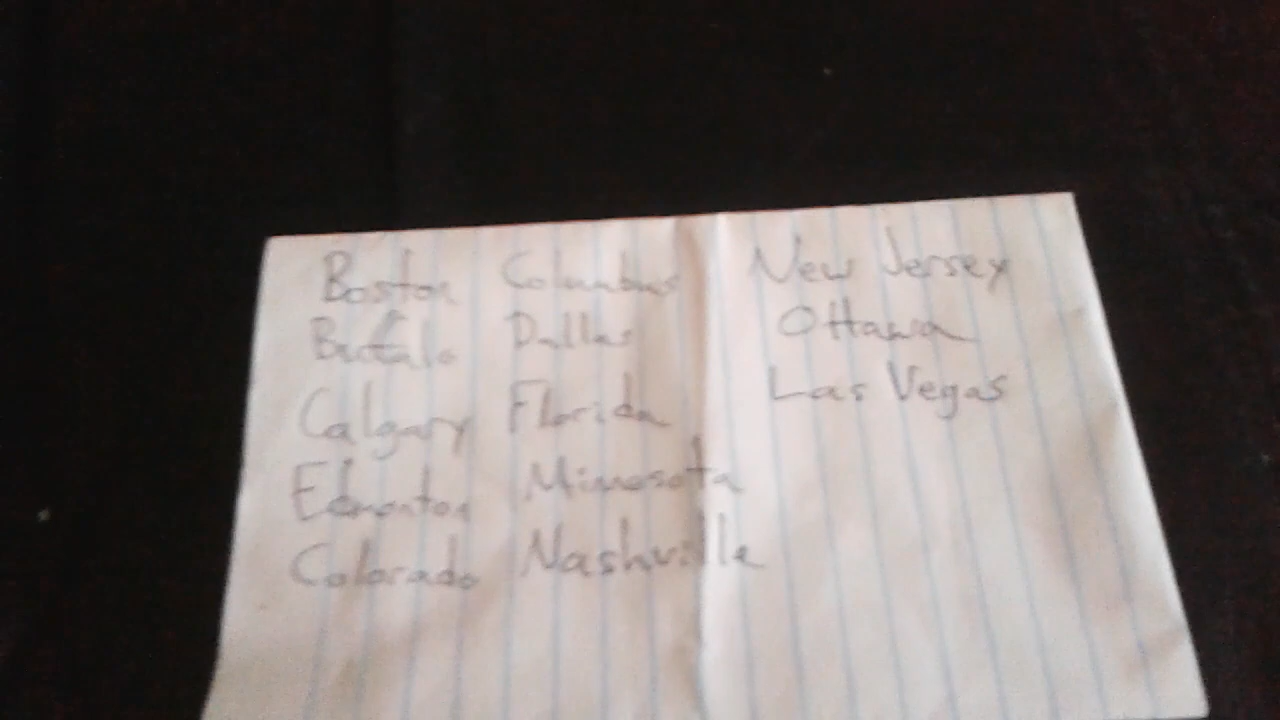 Boston
Buffalo
Calgary
Edmonton
Colorado
Columbus
Dallas
Florida
Minnesota
Nashville
New Jersey
Ottawa
Las Vegas